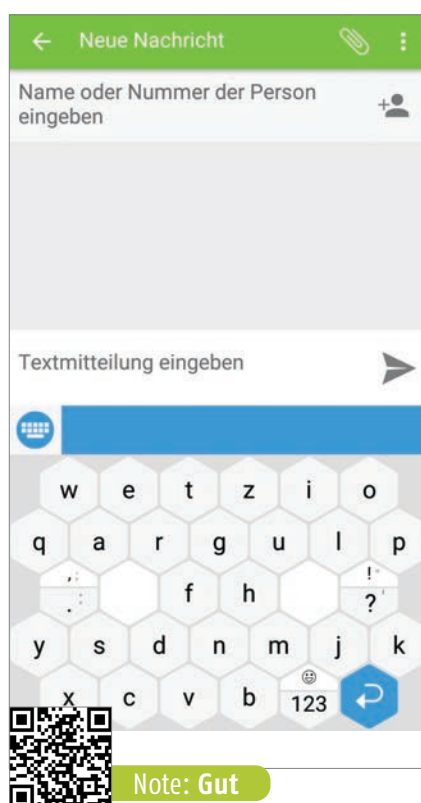 Neue Nachricht
Name oder Nummer der Person
eingeben
Textmitteilung eingeben
w e t z i o
q a r g u l p
, :
. :
f h
! '
? '
y s d n m j k
x c v b 123
Note: Gut